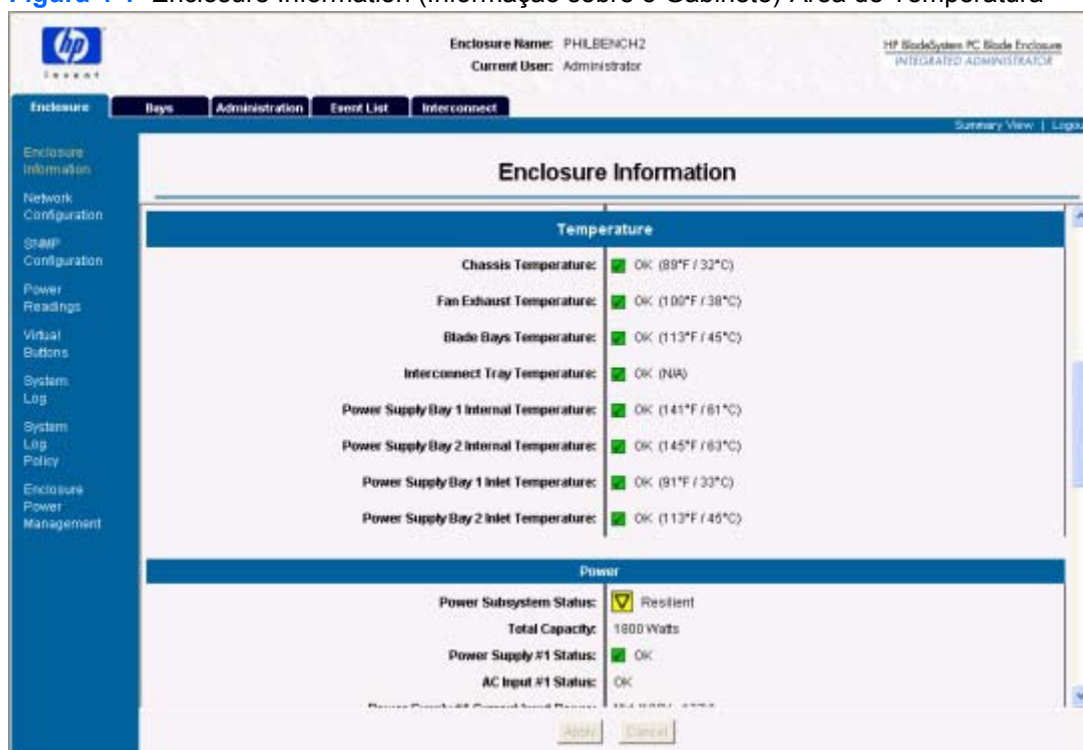 Figura 4-4 Enclosure Information (Informação sobre o Gabinete) Área de Temperatura
hp
invent
Enclosure Name: PHILBENCH2
Current User: Administrator
HP BladeSystem PC Blade Enclosure
INTEGRATED ADMINISTRATOR
Enclosure Bays Administration Event List Interconnect
Summary View | Logou
Enclosure
Information
Network
Configuration
SNMP
Configuration
Power
Readings
Virtual
Buttons
System
Log
System
Log
Policy
Enclosure
Power
Management
Enclosure Information
Temperature
Chassis Temperature: OK (89°F / 32°C)
Fan Exhaust Temperature: OK (100°F / 38°C)
Blade Bays Temperature: OK (113°F / 45°C)
Interconnect Tray Temperature: OK (N/A)
Power Supply Bay 1 Internal Temperature: OK (141°F / 61°C)
Power Supply Bay 2 Internal Temperature: OK (145°F / 63°C)
Power Supply Bay 1 Inlet Temperature: OK (91°F / 33°C)
Power Supply Bay 2 Inlet Temperature: OK (113°F / 45°C)
Power
Power Subsystem Status: Resilient
Total Capacity: 1800 Watts
Power Supply #1 Status: OK
AC Input #1 Status: OK
Apply Cancel